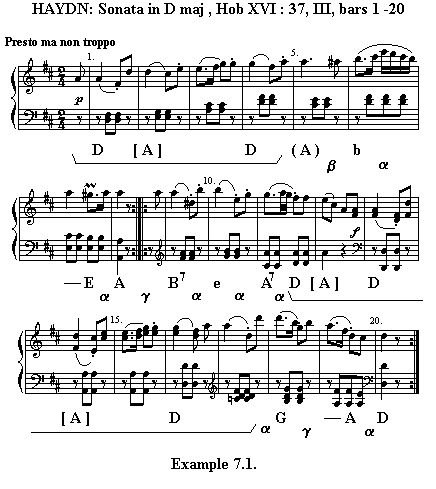 HAYDN: Sonata in D maj , Hob XVI : 37, III, bars 1 -20
Presto ma non troppo
1.
p
D [ A ] D ( A ) b
β α
10.
f
— E A B7 e A7 D [ A ] D
α γ α α α
15. 20.
[ A ] D G — A D
α γ α
Example 7.1.